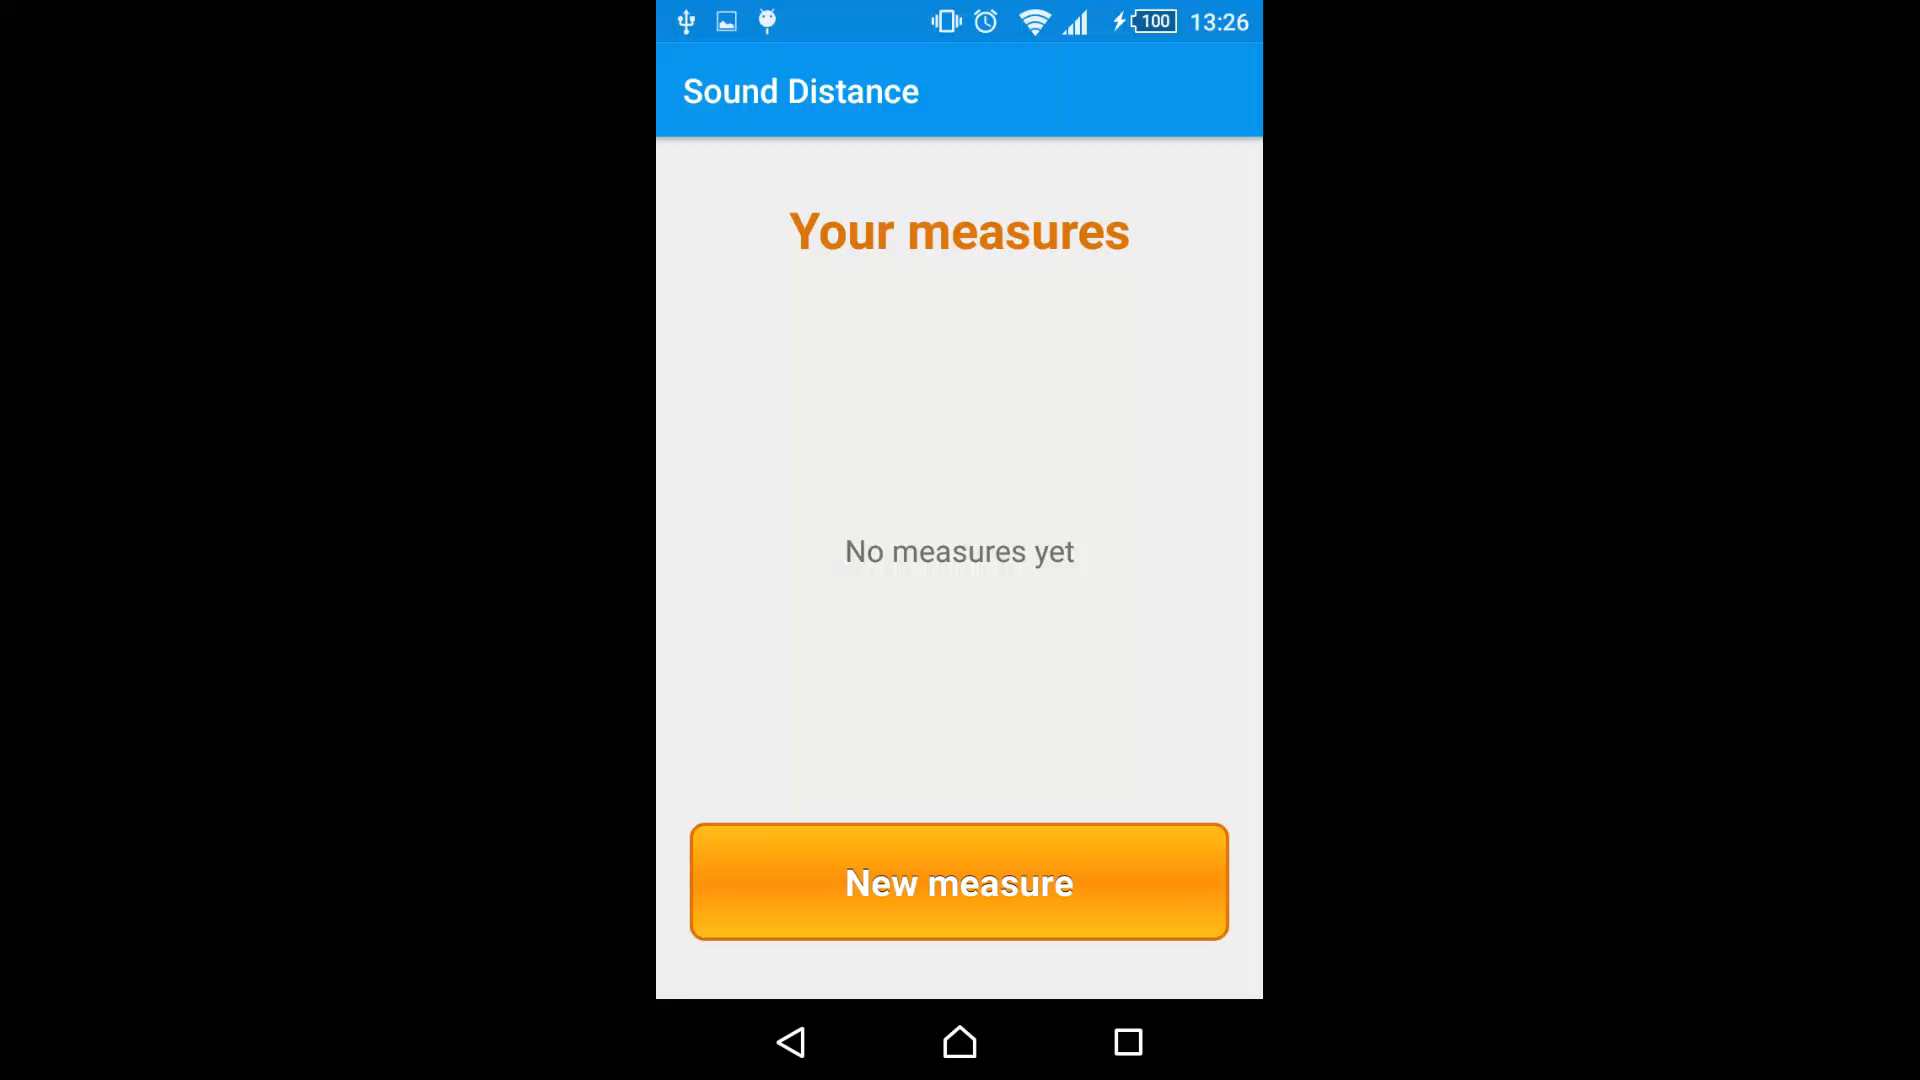 100 13:26
Sound Distance
Your measures
No measures yet
New measure